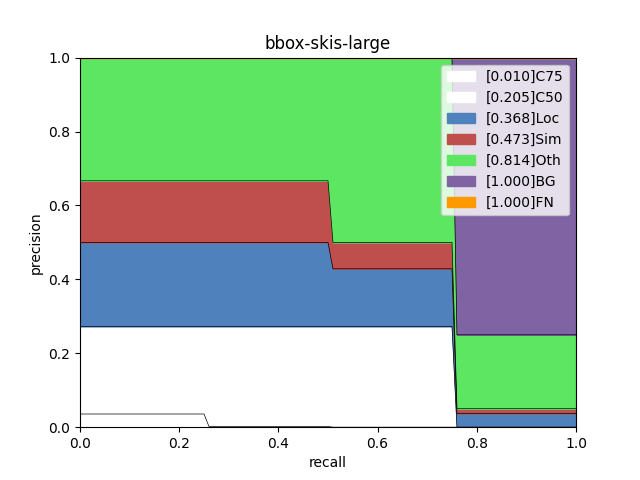 bbox-skis-large
1.0
0.8
0.6
0.4
0.2
0.0
precision
[0.010]C75
[0.205]C50
[0.368]Loc
[0.473]Sim
[0.814]Oth
[1.000]BG
[1.000]FN
0.0 0.2 0.4 0.6 0.8 1.0
recall